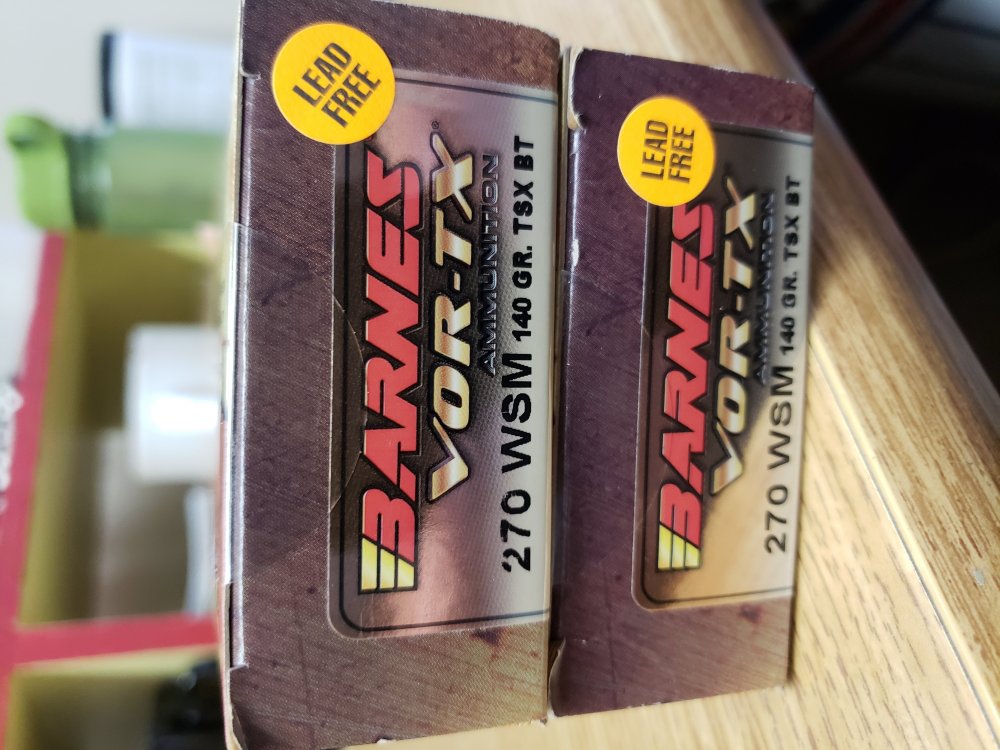 LEAD
FREE
BARNES
VOR-TX
AMMUNITION
270 WSM 140 GR. TSX BT
LEAD
FREE
BARNES
VOR-TX
AMMUNITION
270 WSM 140 GR. TSX BT